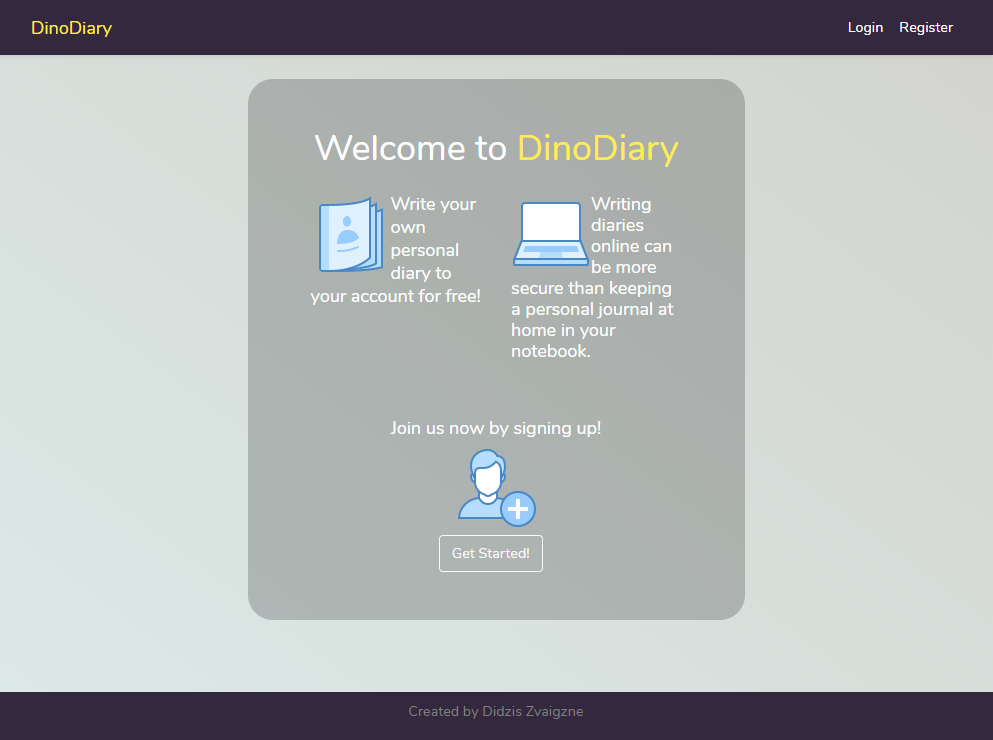 DinoDiary
Login Register
Welcome to DinoDiary
Write your
own
personal
diary to
your account for free!
Writing
diaries
online can
be more
secure than keeping
a personal journal at
home in your
notebook.
Join us now by signing up!
Get Started!
Created by Didzis Zvaigzne